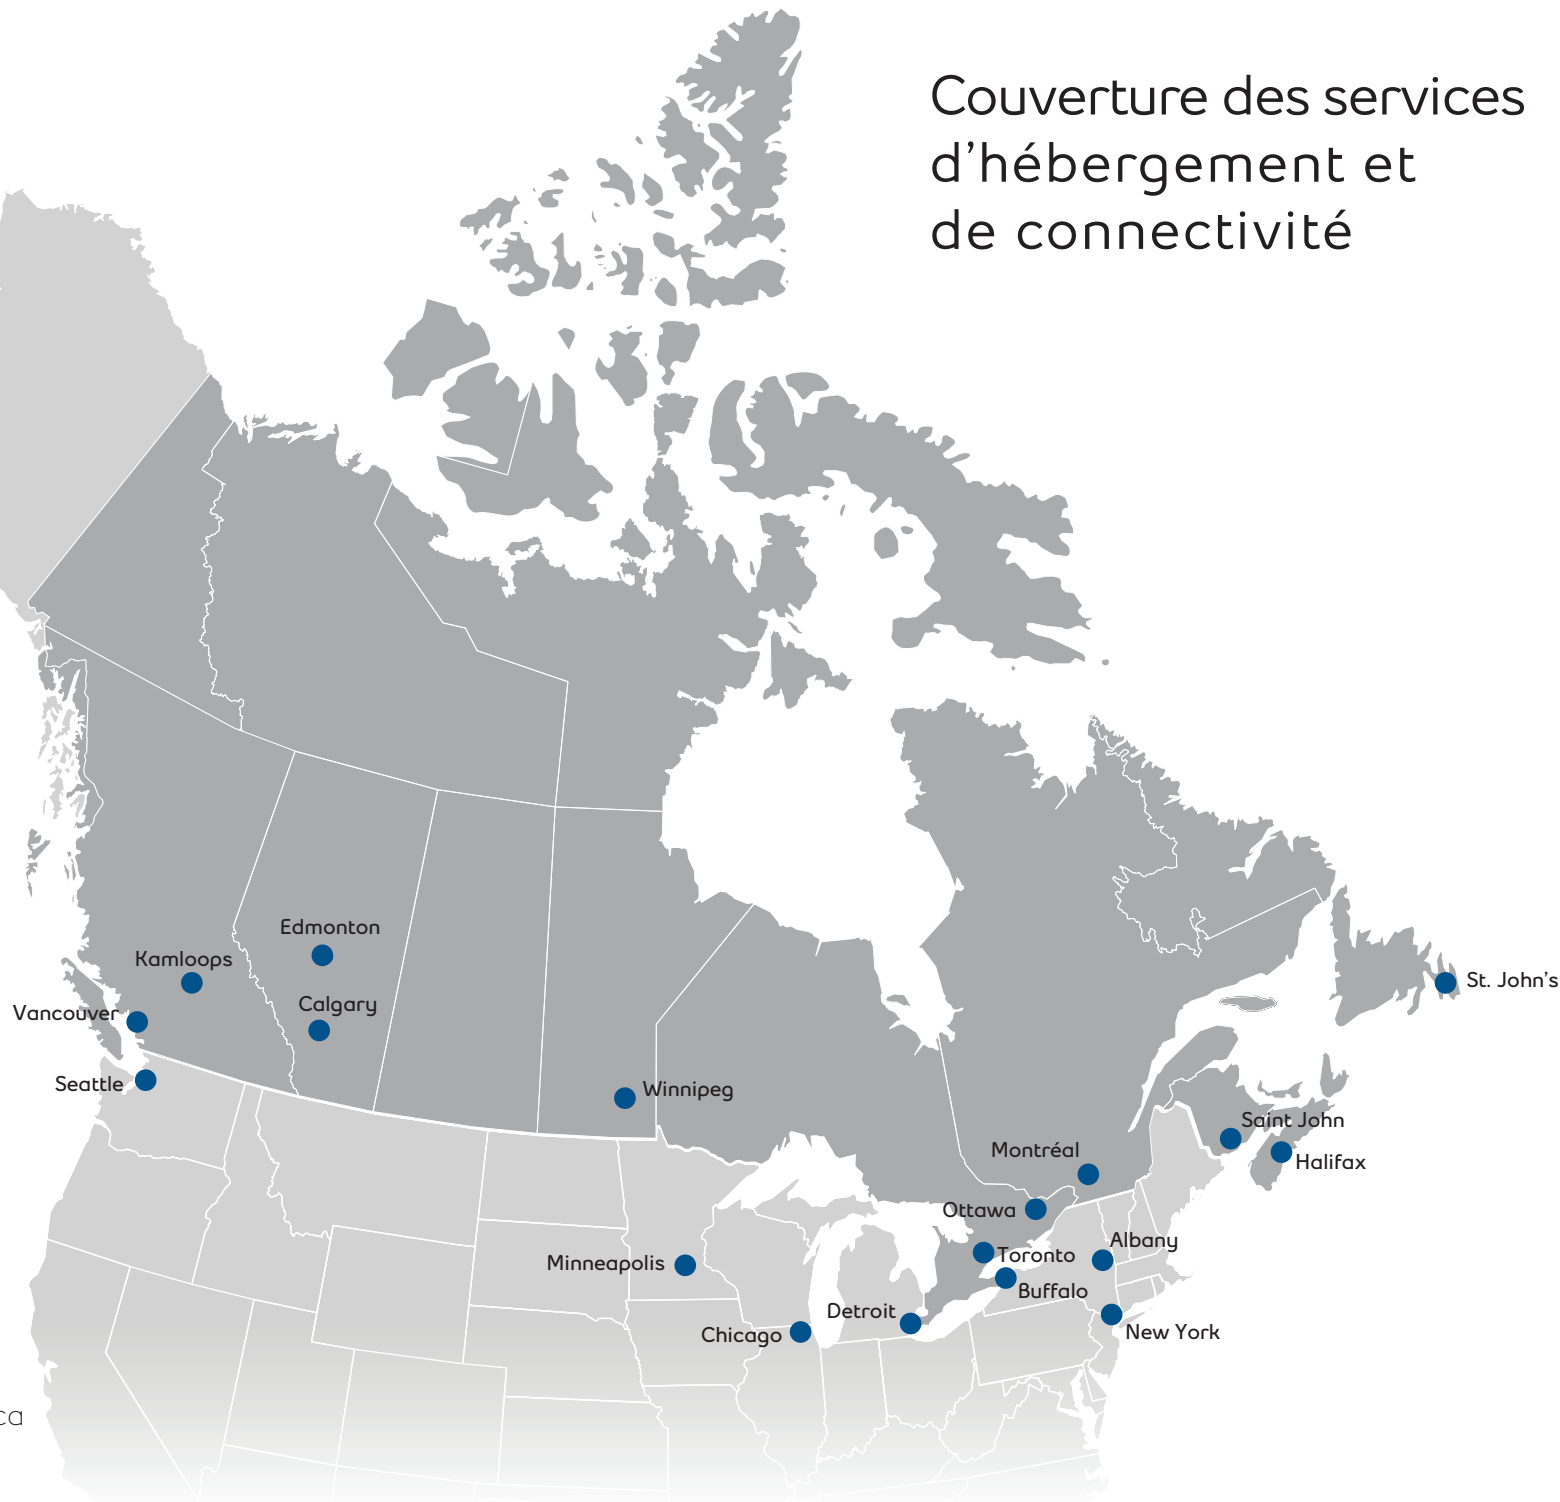 Couverture des services
d’hébergement et
de connectivité
Edmonton
Kamloops
Calgary
Vancouver
Seattle
Winnipeg
St. John’s
Saint John
Halifax
Montréal
Ottawa
Albany
Toronto
Minneapolis
Buffalo
Detroit
Chicago
New York
ca